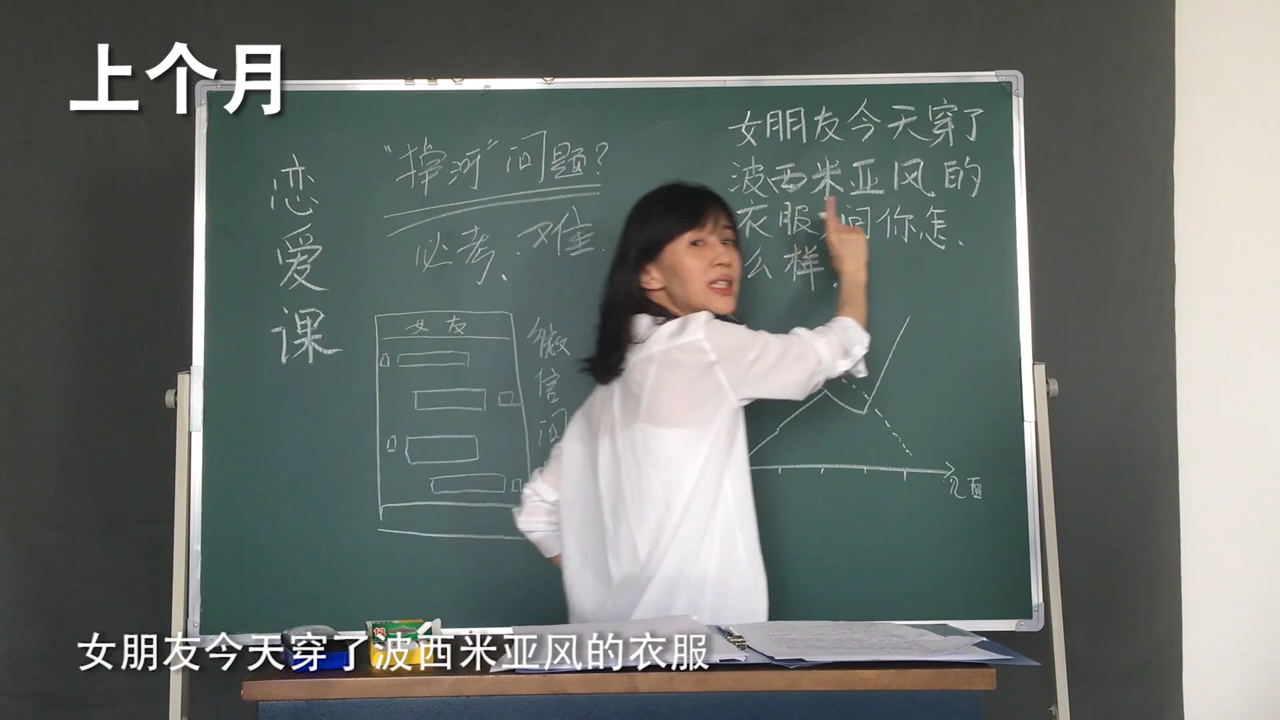 上个月
恋爱课
“掉河”问题？
必考、难
女朋友今天穿了
波西米亚风的
衣服 问你怎
么样
女友
微信问
见面
女朋友今天穿了波西米亚风的衣服